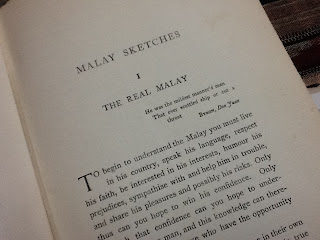 MALAY SKETCHES
I
THE REAL MALAY
He was the mildest manner'd man
That ever scuttled ship or cut a
throat
Byron, Don Juan
TO begin to understand the Malay you must live
in his country, speak his language, respect
his faith, be interested in his interests, humour his
prejudices, sympathise with and help him in trouble,
and share his pleasures and possibly his risks. Only
thus can you hope to win his confidence. Only
that confidence can you hope to under-
man, and this knowledge can there-
who have the opportunity
in their own